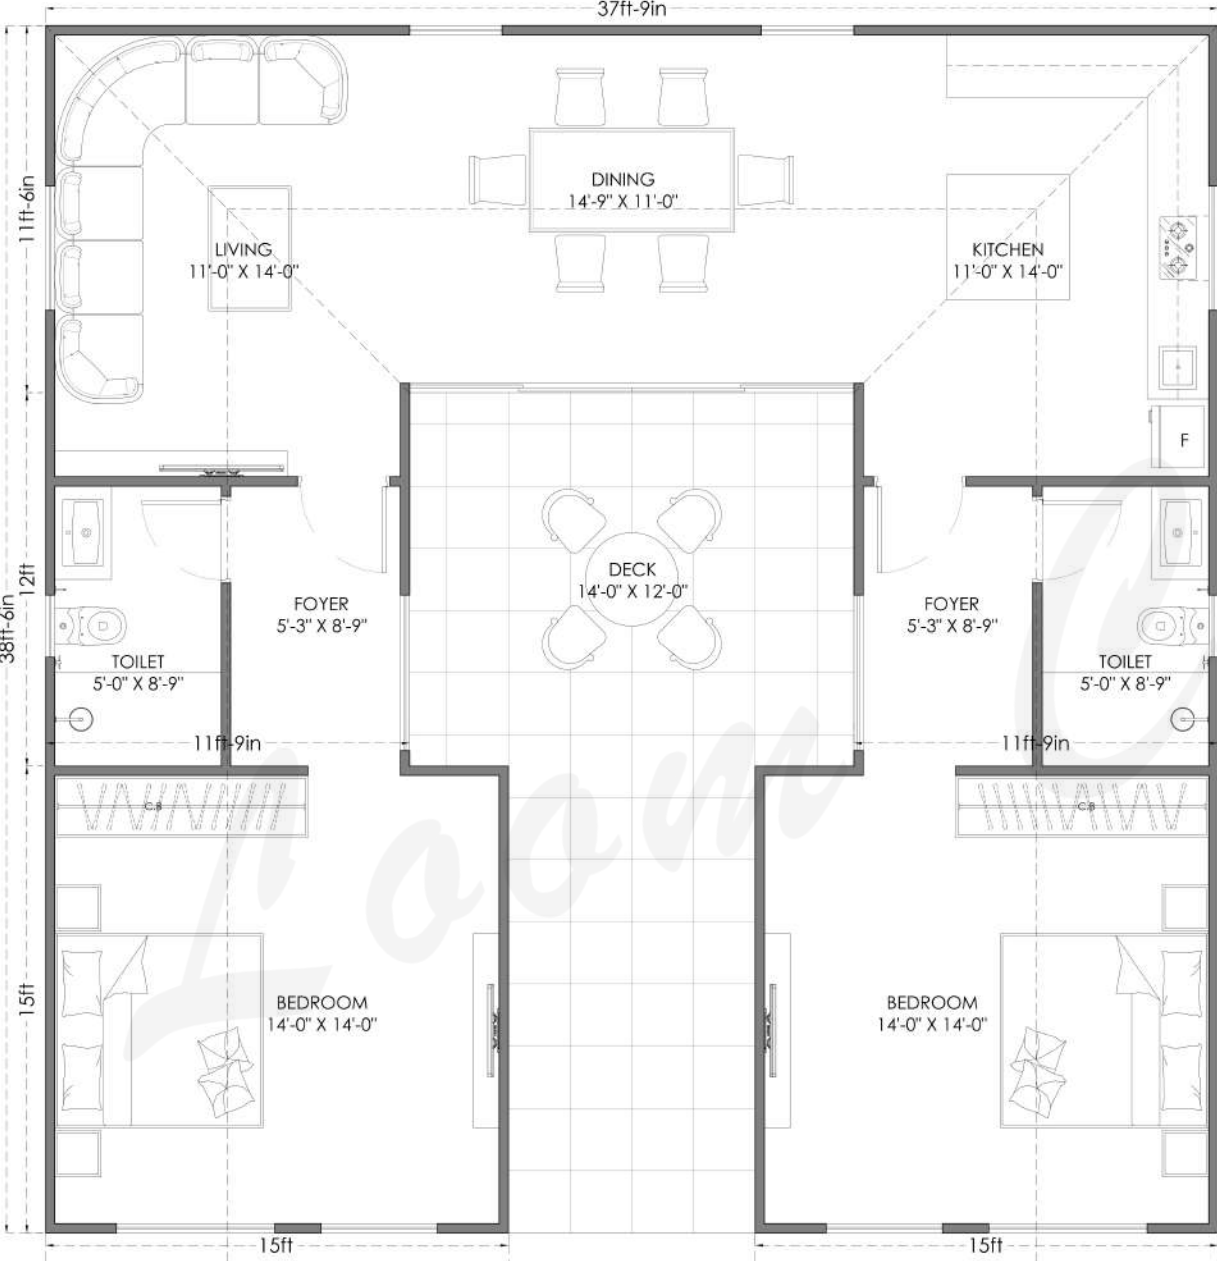 37ft-9in
11ft-6in
DINING
14'-9" X 11'-0"
LIVING
11'-0" X 14'-0"
KITCHEN
11'-0" X 14'-0"
F
12ft
38ft-6in
DECK
14'-0" X 12'-0"
FOYER
5'-3" X 8'-9"
FOYER
5'-3" X 8'-9"
TOILET
5'-0" X 8'-9"
TOILET
5'-0" X 8'-9"
11ft-9in
11ft-9in
C.B
C.B
Loom C
15ft
BEDROOM
14'-0" X 14'-0"
BEDROOM
14'-0" X 14'-0"
15ft
15ft